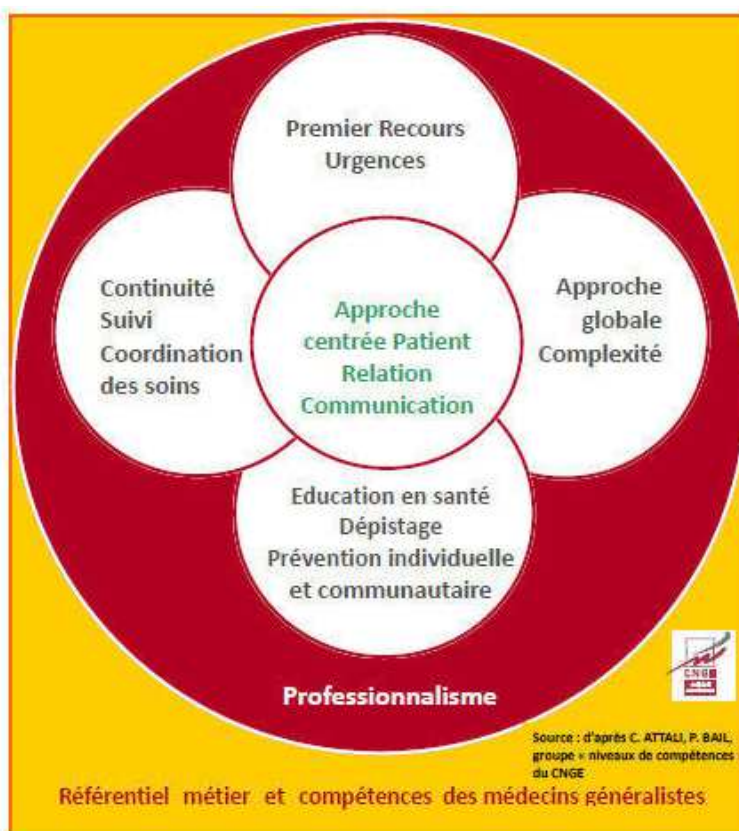 Premier Recours
Urgences
Continuité
Suivi
Coordination
des soins
Approche
centrée Patient
Relation
Communication
Approche
globale
Complexité
Education en santé
Dépistage
Prévention individuelle
et communautaire
Professionnalisme
CNGE
Source : d'après C. ATTALI, P. BAIL,
groupe « niveaux de compétences
du CNGE
Référentiel métier et compétences des médecins généralistes